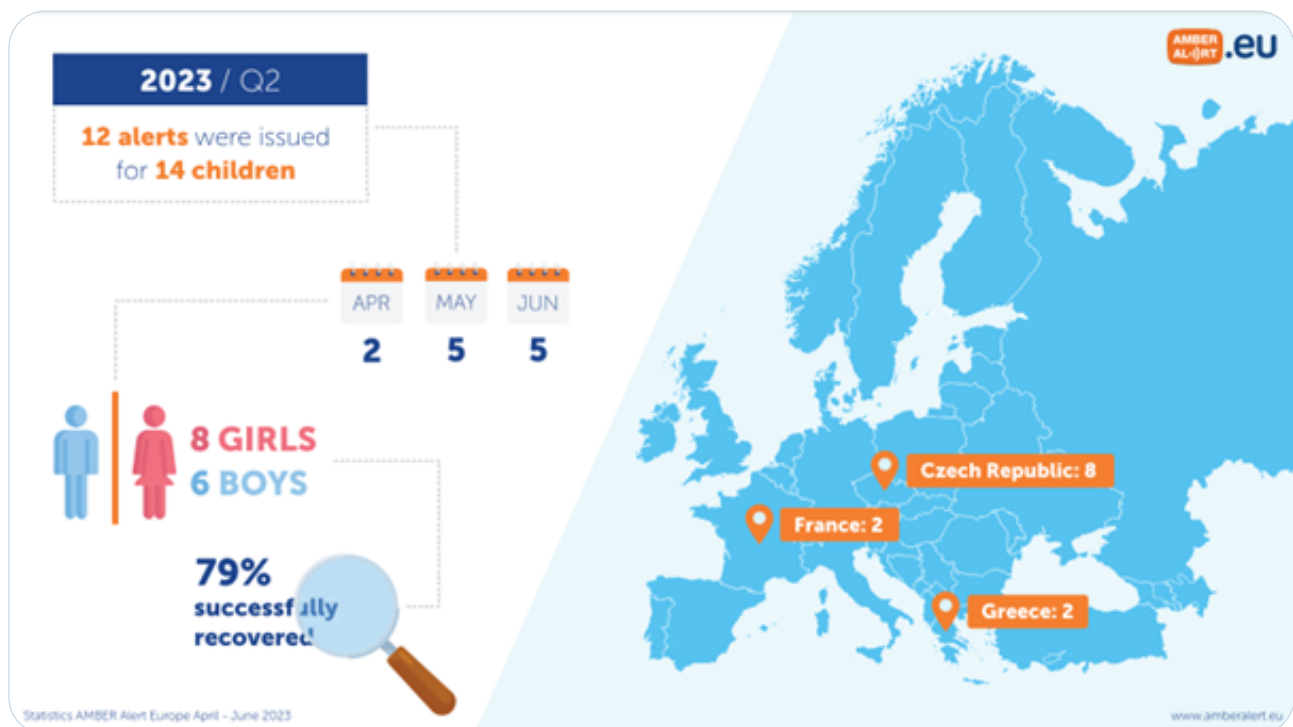 2023 / Q2
12 alerts were issued
for 14 children
APR
MAY
JUN
2
5
5
8 GIRLS
6 BOYS
79%
successfully
recovered
Statistics AMBER Alert Europe April - June 2023
AMBER
AL·))RT
.eu
Czech Republic: 8
France: 2
Greece: 2
www.amberalert.eu